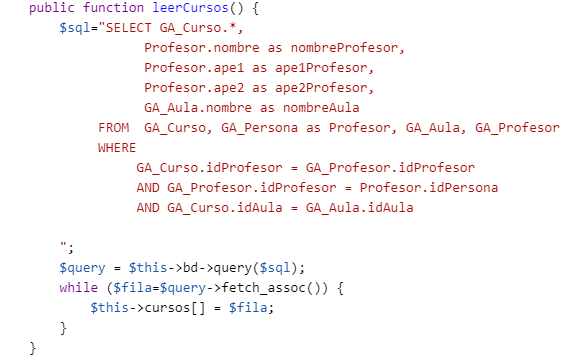 public function leerCursos() {
    $sql="SELECT GA_Curso.*,
               Profesor.nombre as nombreProfesor,
               Profesor.ape1 as ape1Profesor,
               Profesor.ape2 as ape2Profesor,
               GA_Aula.nombre as nombreAula
         FROM  GA_Curso, GA_Persona as Profesor, GA_Aula, GA_Profesor
         WHERE
              GA_Curso.idProfesor = GA_Profesor.idProfesor
              AND GA_Profesor.idProfesor = Profesor.idPersona
              AND GA_Curso.idAula = GA_Aula.idAula

    ";
    $query = $this->bd->query($sql);
    while ($fila=$query->fetch_assoc()) {
        $this->cursos[] = $fila;
    }
}